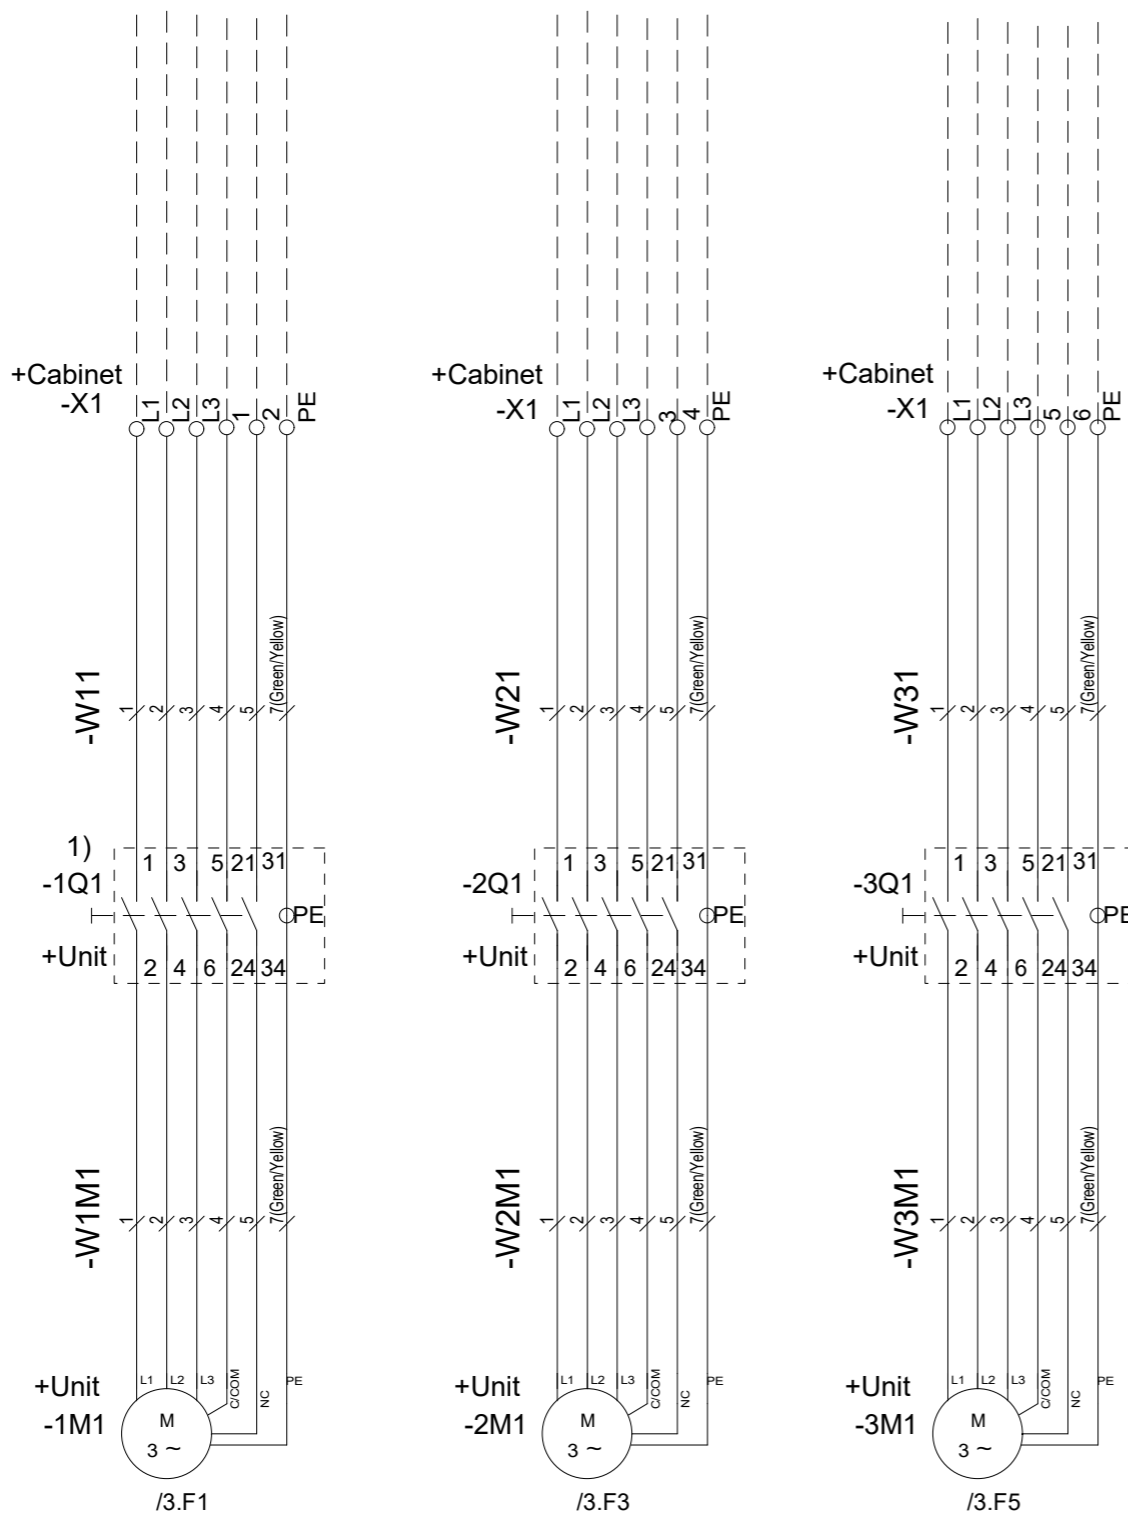 +Cabinet
-X1
L1
L2
L3
1
2
PE
+Cabinet
-X1
L1
L2
L3
3
4
PE
+Cabinet
-X1
L1
L2
L3
5
6
PE
-W11
1
2
3
4
5
7(Green/Yellow)
-W21
1
2
3
4
5
7(Green/Yellow)
-W31
1
2
3
4
5
7(Green/Yellow)
1)
-1Q1
+Unit
1 3 5 21 31
PE
2 4 6 24 34
-2Q1
+Unit
1 3 5 21 31
PE
2 4 6 24 34
-3Q1
+Unit
1 3 5 21 31
PE
2 4 6 24 34
-W1M1
1
2
3
4
5
7(Green/Yellow)
-W2M1
1
2
3
4
5
7(Green/Yellow)
-W3M1
1
2
3
4
5
7(Green/Yellow)
+Unit
-1M1
L1 L2 L3
C/COM
NC
PE
M
3 ~
/3.F1
+Unit
-2M1
L1 L2 L3
C/COM
NC
PE
M
3 ~
/3.F3
+Unit
-3M1
L1 L2 L3
C/COM
NC
PE
M
3 ~
/3.F5